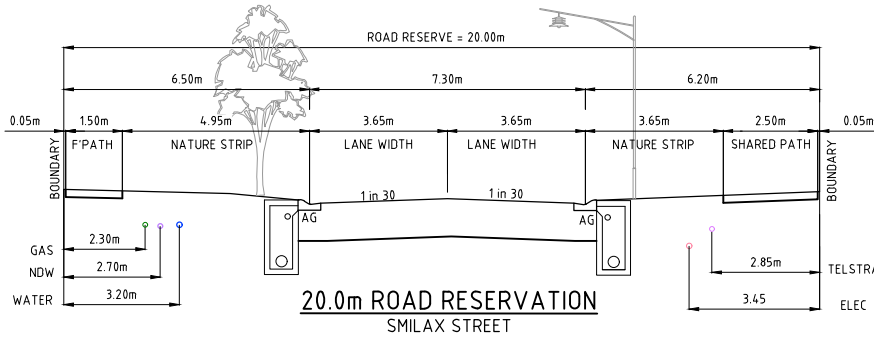 ROAD RESERVE = 20.00m
6.50m 7.30m 6.20m
0.05m 1.50m 4.95m 3.65m 3.65m 3.65m 2.50m 0.05m
BOUNDARY F'PATH NATURE STRIP LANE WIDTH LANE WIDTH NATURE STRIP SHARED PATH BOUNDARY
1 in 30 1 in 30
AG AG
2.30m
GAS
2.70m 2.85m
NDW TELSTRA
3.20m 3.45
WATER ELEC
20.0m ROAD RESERVATION
SMILAX STREET